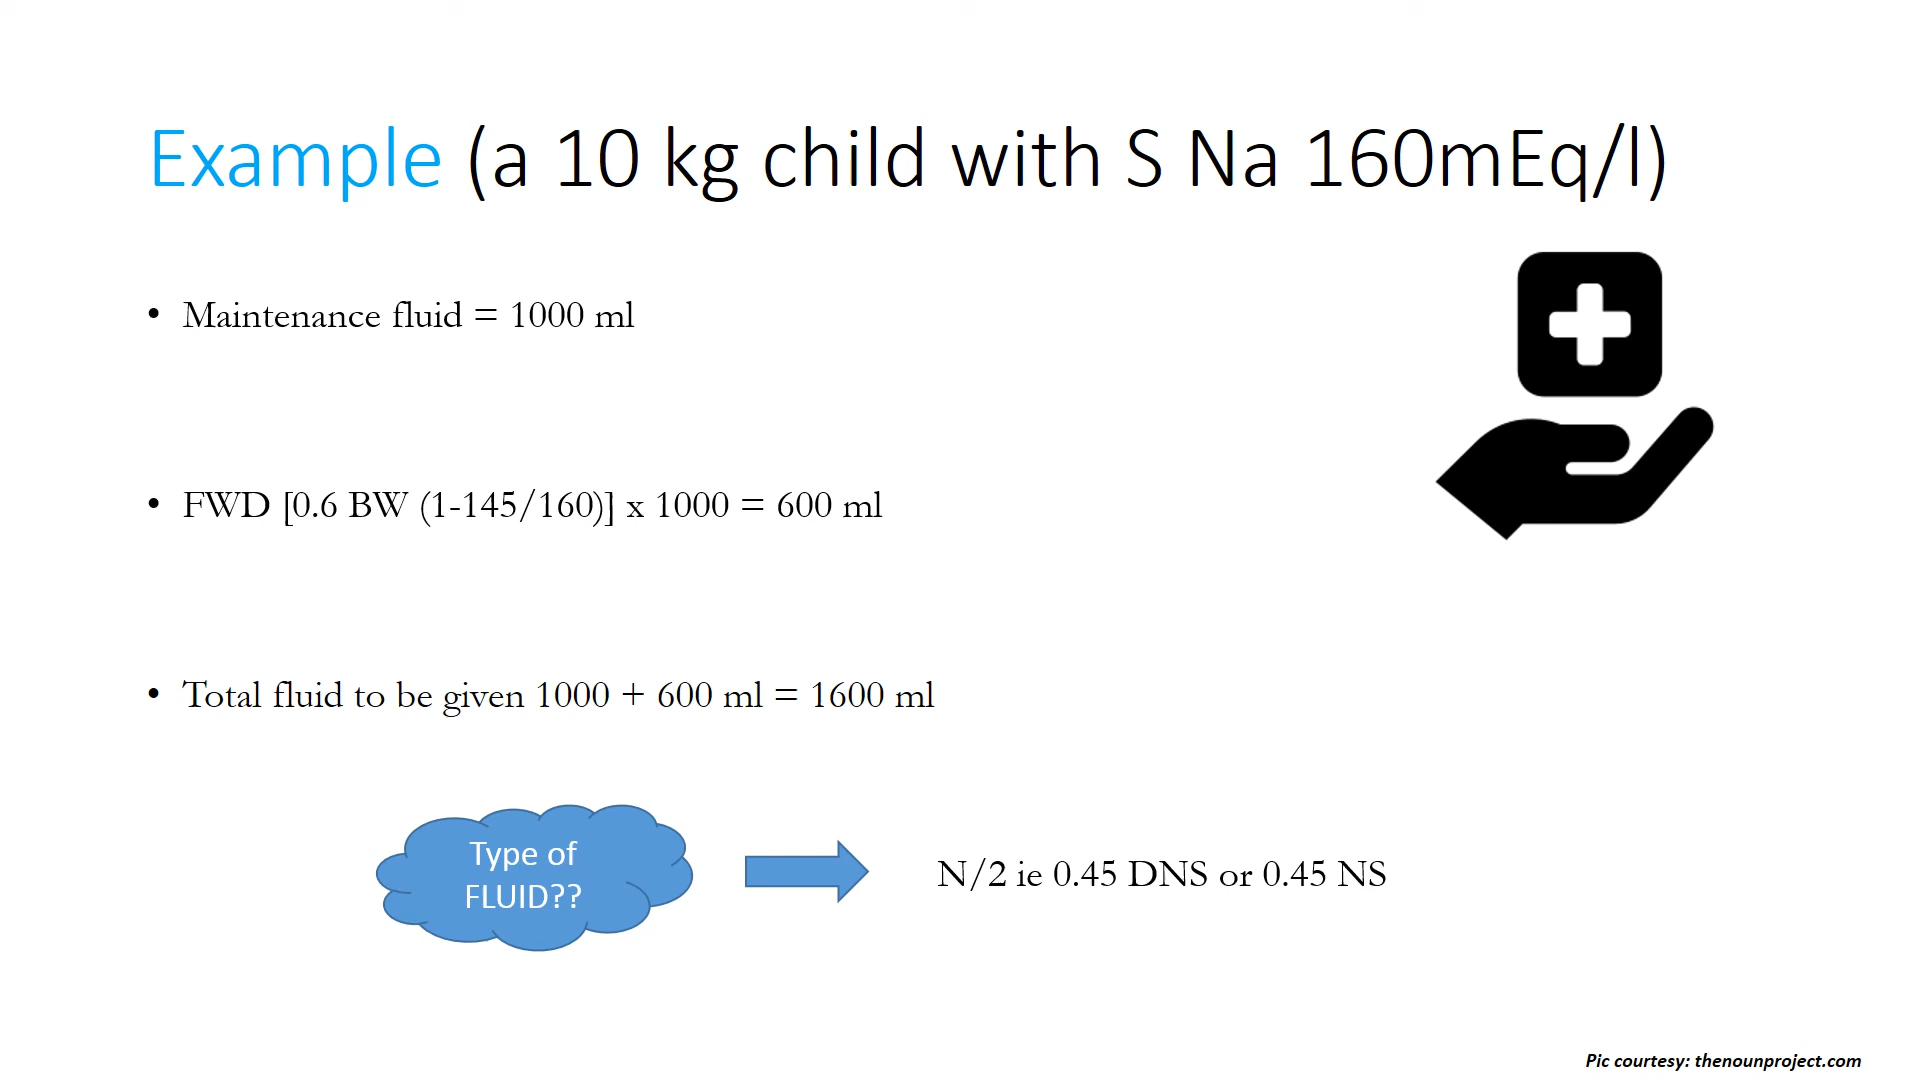 Example (a 10 kg child with S Na 160mEq/l)
• Maintenance fluid = 1000 ml
• FWD [0.6 BW (1-145/160)] x 1000 = 600 ml
• Total fluid to be given 1000 + 600 ml = 1600 ml
Type of
FLUID??
N/2 ie 0.45 DNS or 0.45 NS
Pic courtesy: thenounproject.com